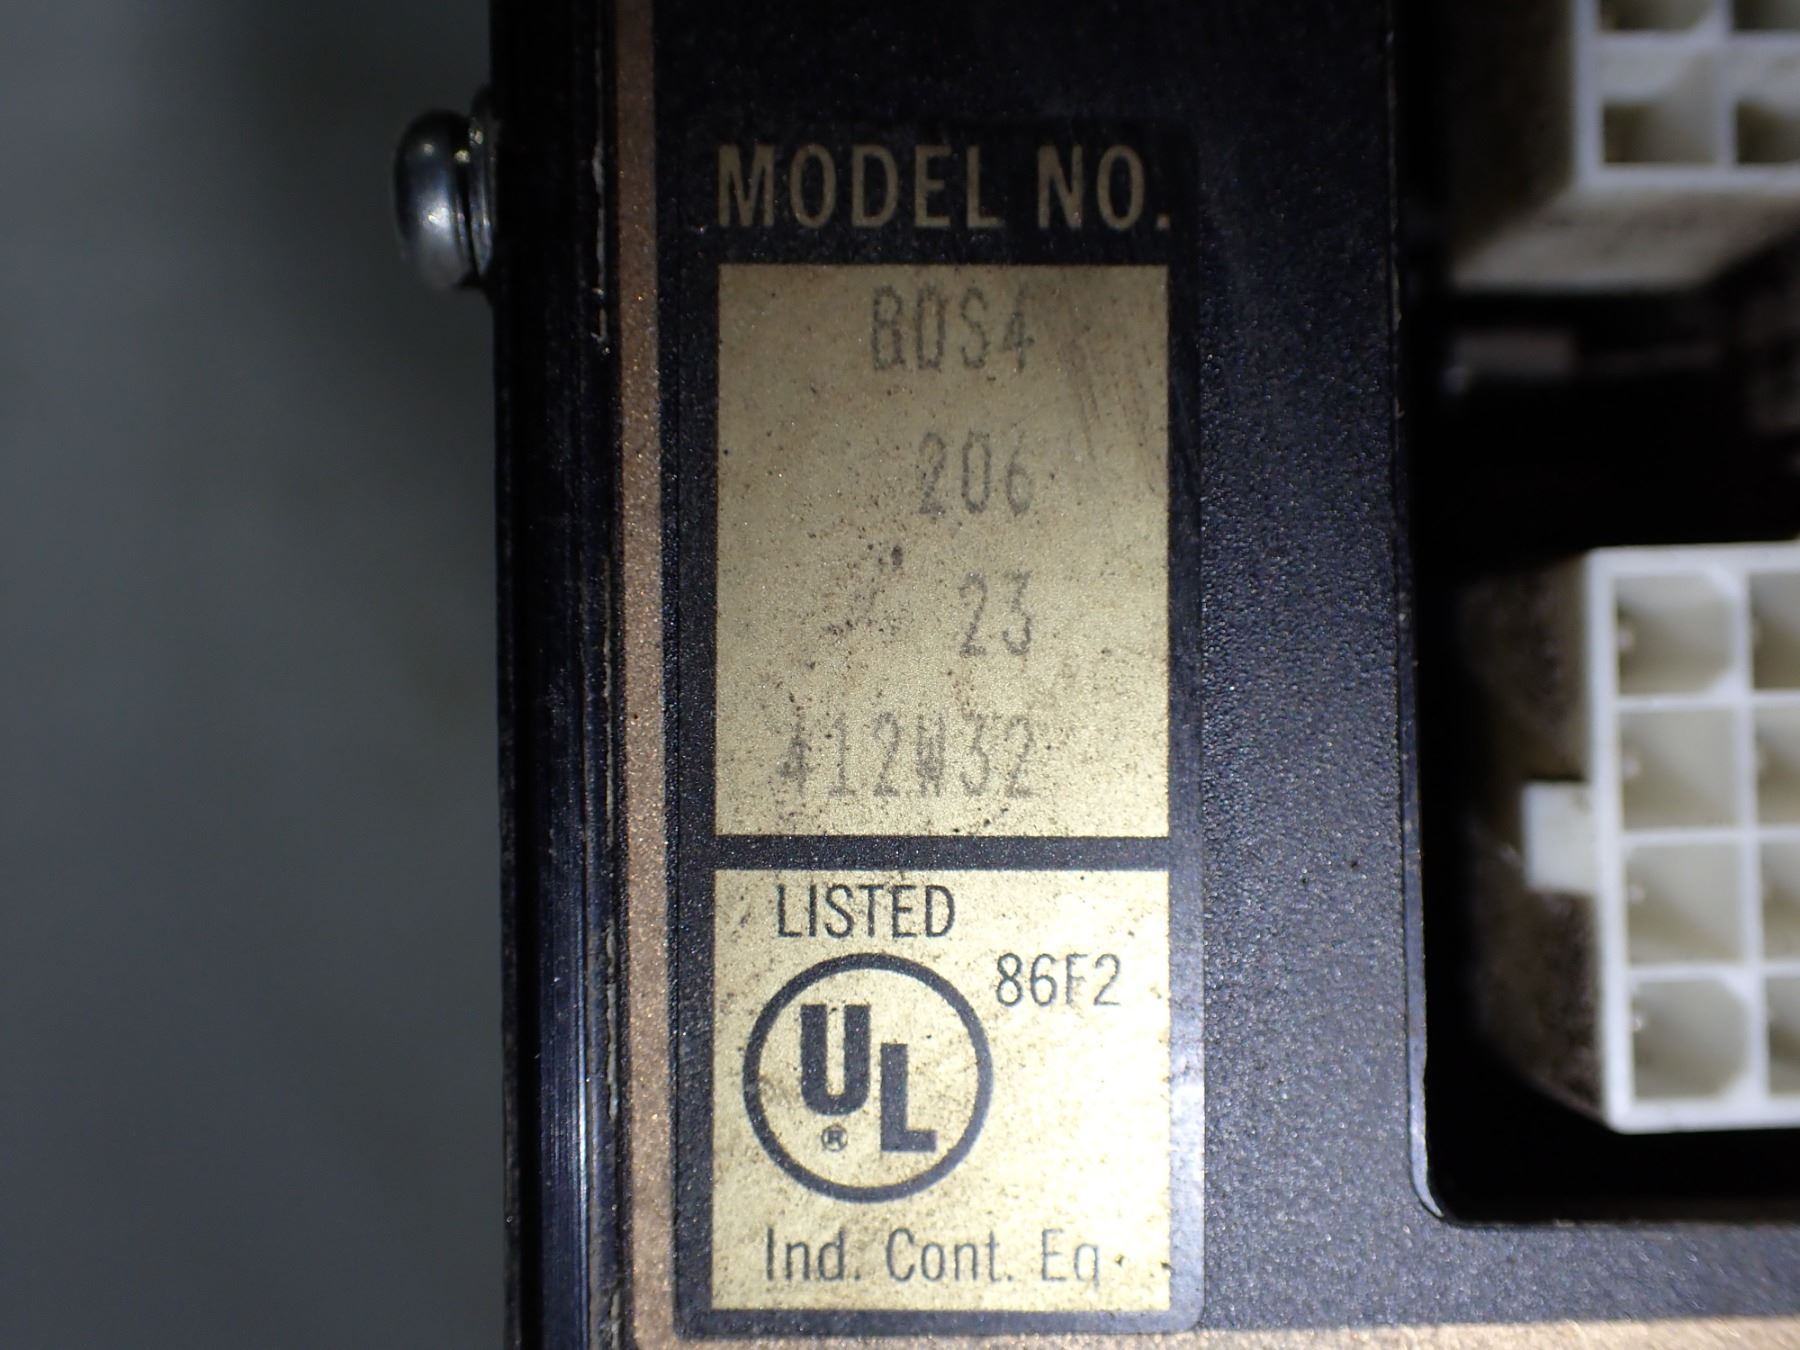 MODEL NO.
BDS4
206
23
412W32
LISTED
86F2
UL
®
Ind. Cont. Eq.